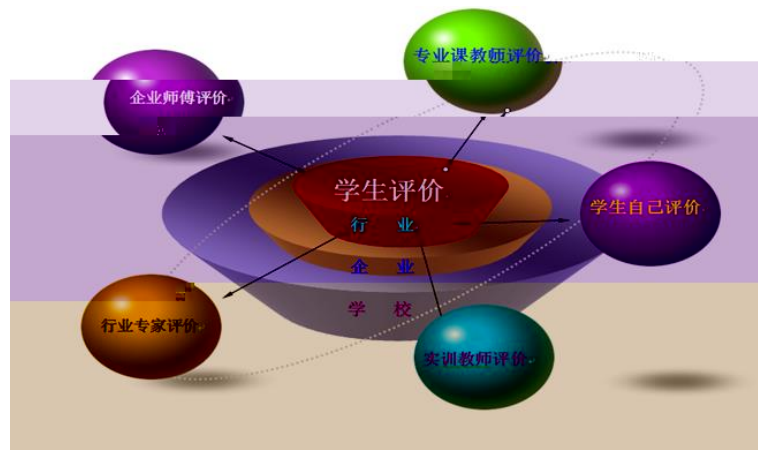 专业课教师评价
企业师傅评价
学生评价
学生自己评价
行 业
企 业
学 校
行业专家评价
实训教师评价